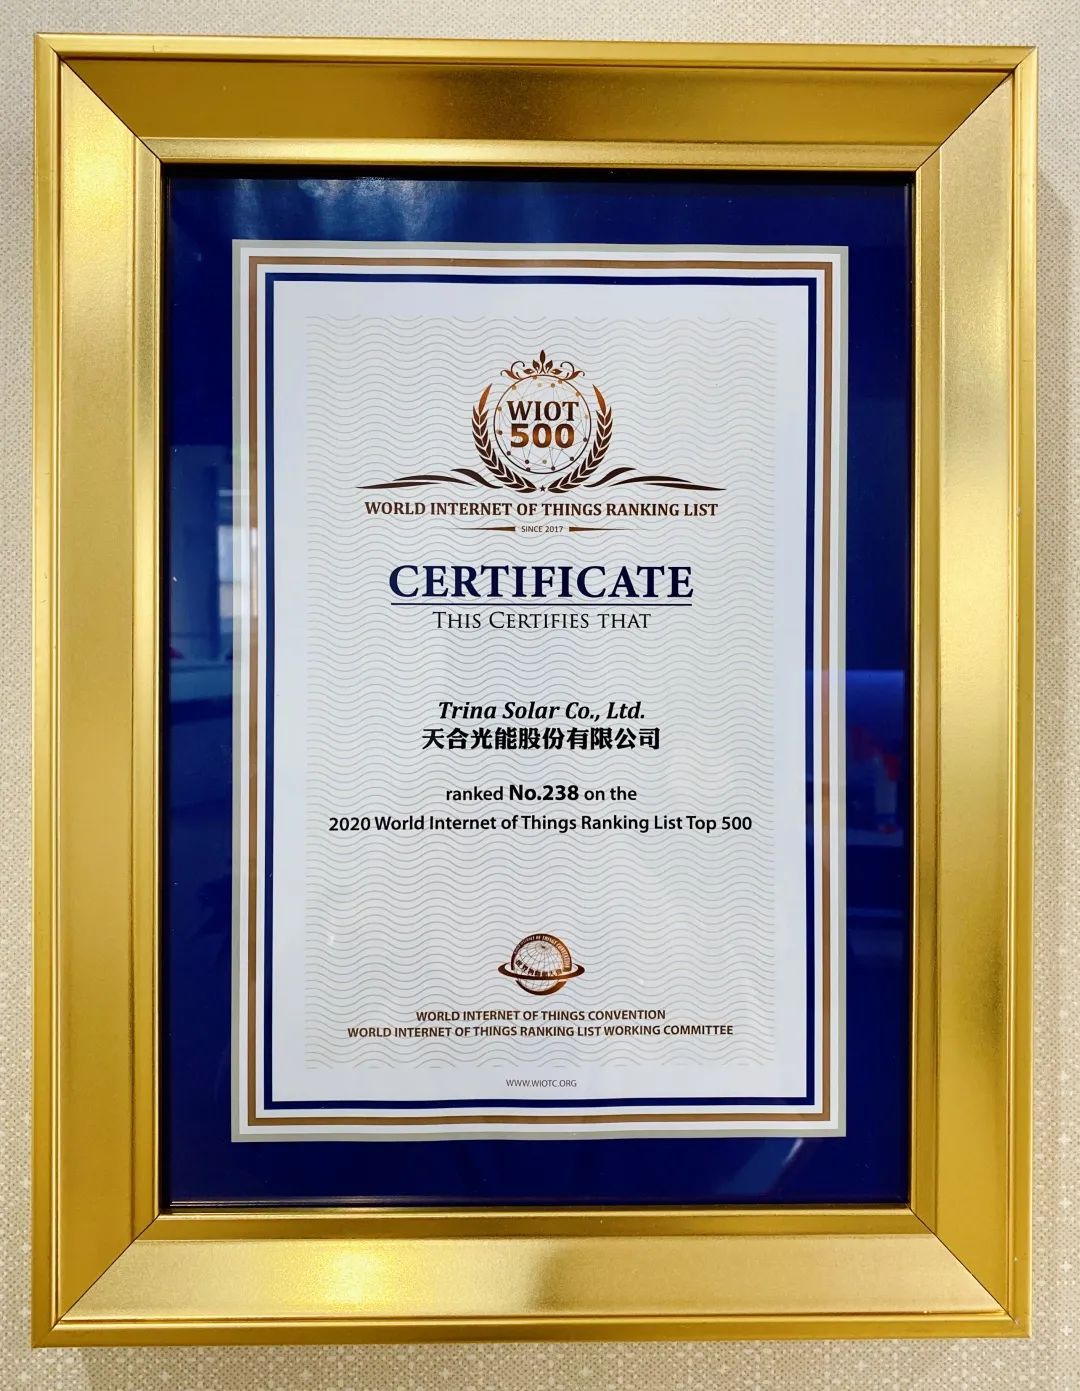 WIOT
500
WORLD INTERNET OF THINGS RANKING LIST
SINCE 2017
CERTIFICATE
THIS CERTIFIES THAT
Trina Solar Co., Ltd.
天合光能股份有限公司
ranked No.238 on the
2020 World Internet of Things Ranking List Top 500
WORLD INTERNET OF THINGS CONVENTION
WORLD INTERNET OF THINGS RANKING LIST WORKING COMMITTEE
WWW.WIOTC.ORG